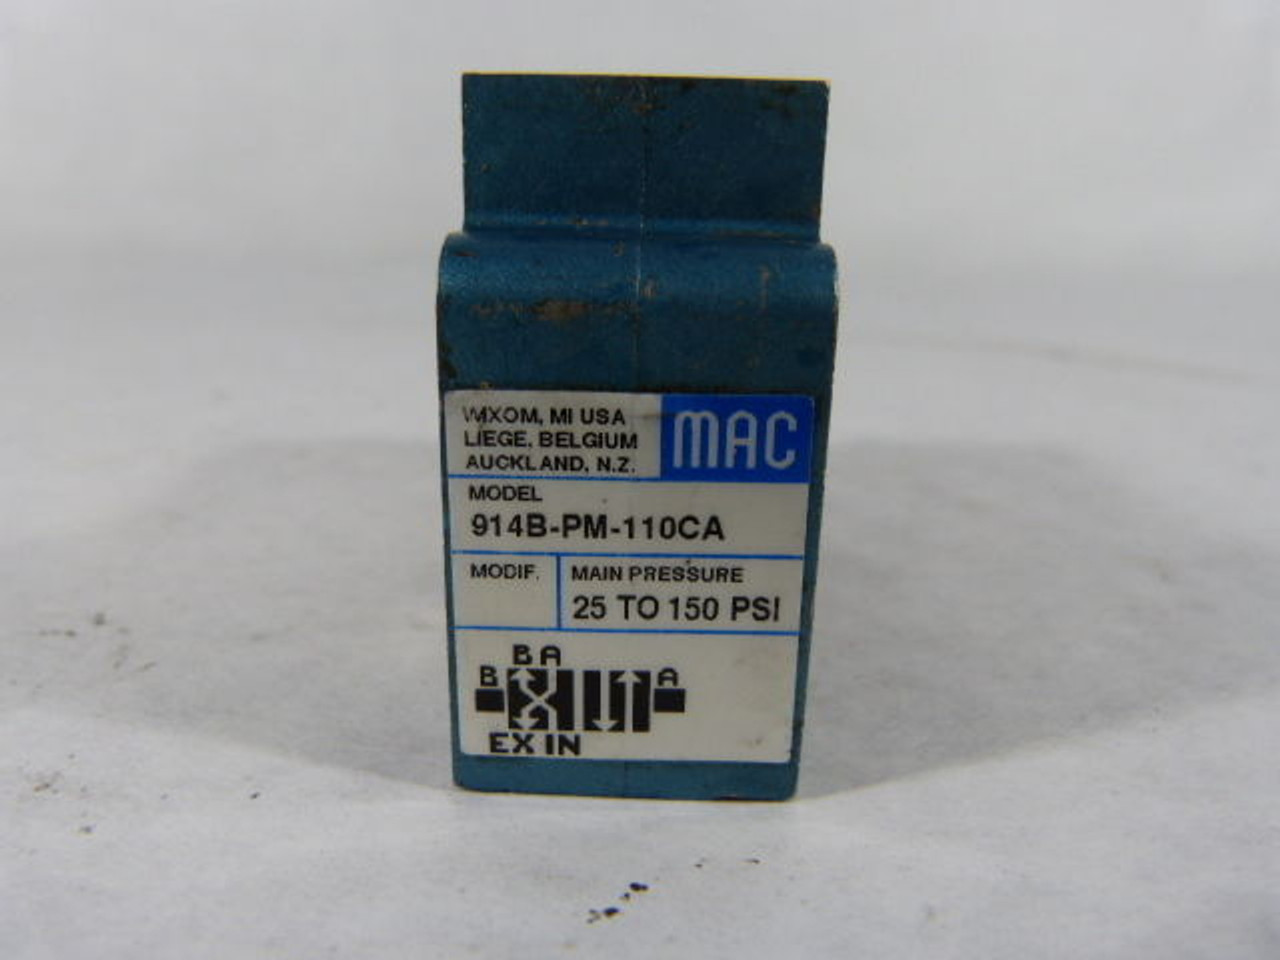 WIXOM, MI USA
LIEGE, BELGIUM
AUCKLAND, N.Z.
MAC
MODEL
914B-PM-110CA
MODIF.
MAIN PRESSURE
25 TO 150 PSI
B A
B
A
EX IN